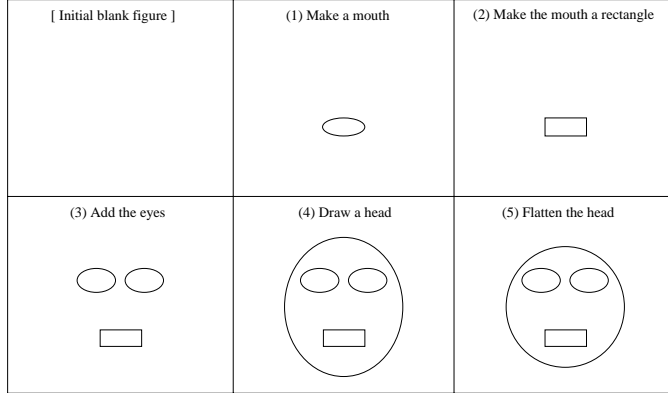 [ Initial blank figure ]
(1) Make a mouth
(2) Make the mouth a rectangle
(3) Add the eyes
(4) Draw a head
(5) Flatten the head